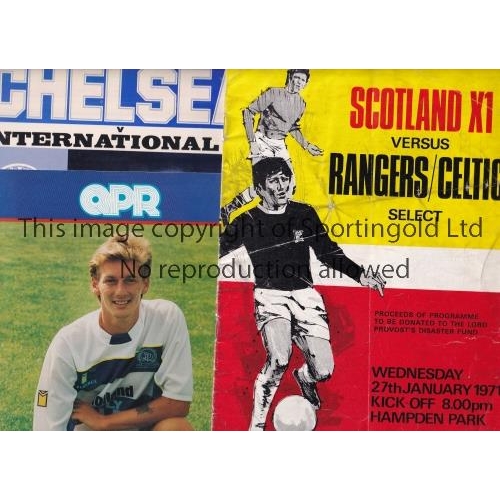 CHELSEA
V
INTERNATIONAL
QPR
SCOTLAND X1
VERSUS
RANGERS/CELTIC
SELECT
This image copyright of Sportingold Ltd
No reproduction allowed
PROCEEDS OF PROGRAMME
TO BE DONATED TO THE LORD
PROVOST'S DISASTER FUND
WEDNESDAY
27th JANUARY 1971
KICK OFF 8.00pm
HAMPDEN PARK